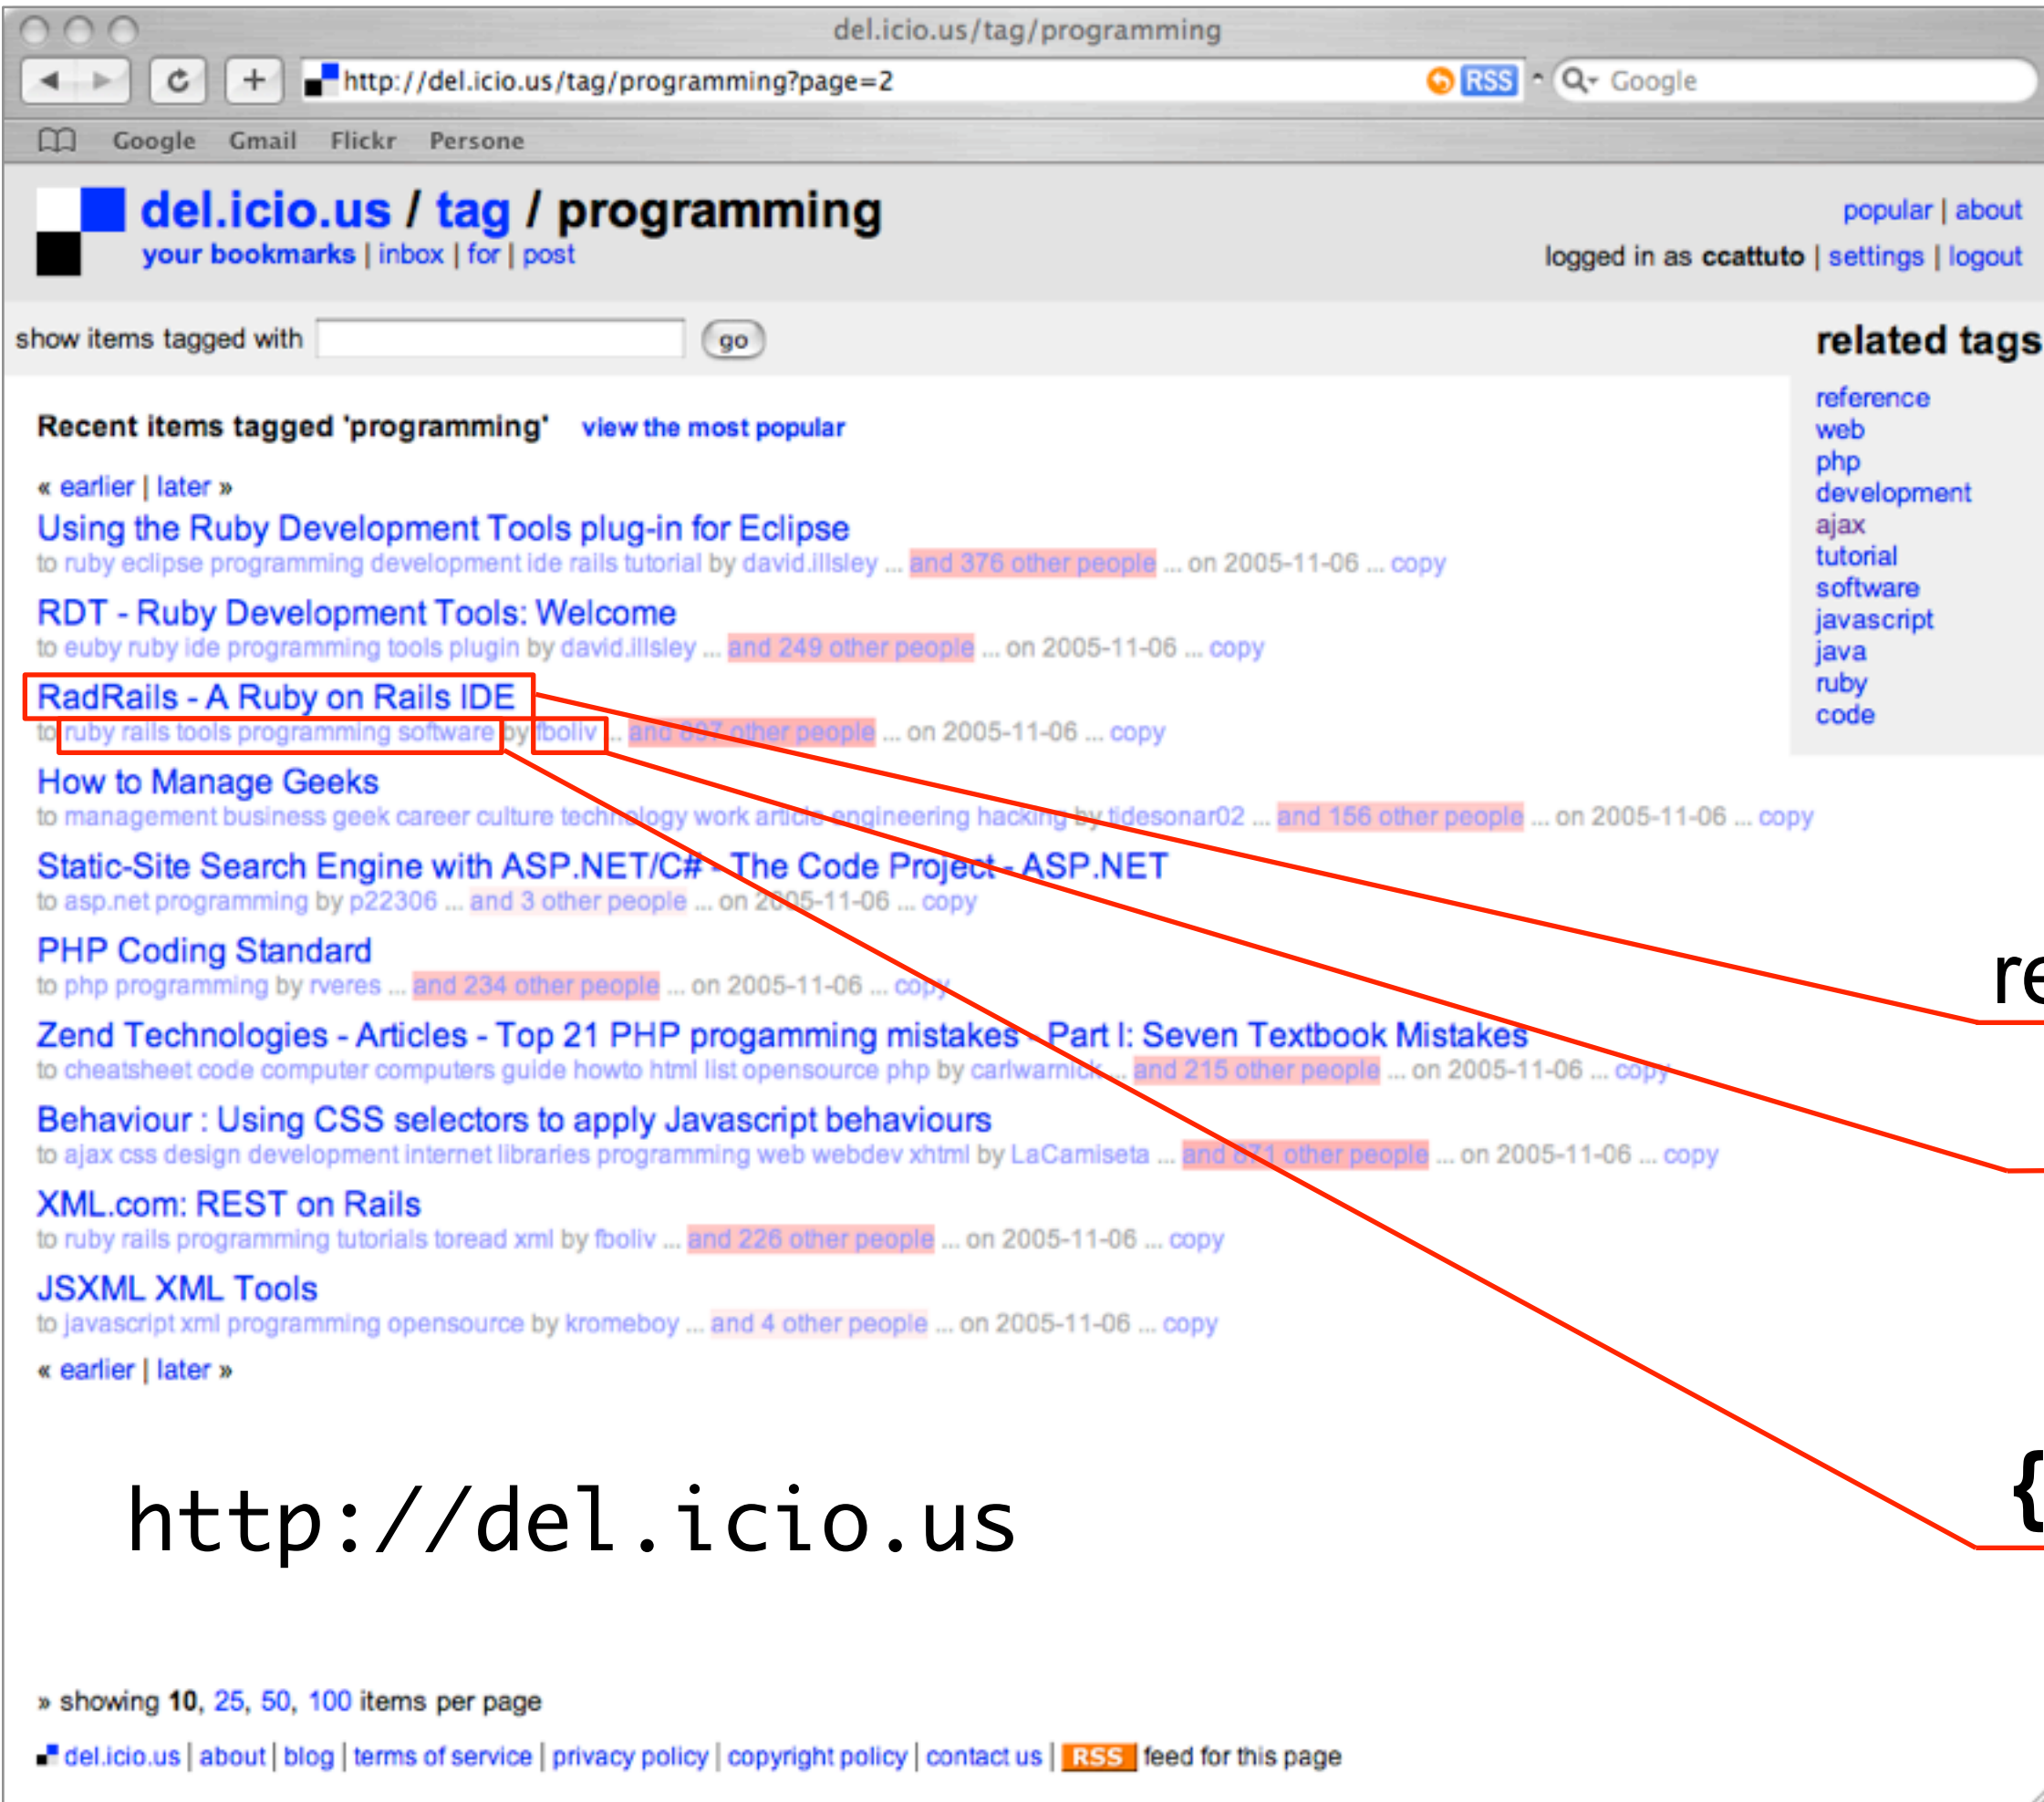 del.icio.us/tag/programming
http://del.icio.us/tag/programming?page=2 RSS Google
Google Gmail Flickr Persone
del.icio.us / tag / programming
popular | about
your bookmarks | inbox | for | post
logged in as ccattuto | settings | logout
show items tagged with go
related tags
reference
web
php
development
ajax
tutorial
software
javascript
java
ruby
code
Recent items tagged 'programming' view the most popular
« earlier | later »
Using the Ruby Development Tools plug-in for Eclipse
to ruby eclipse programming development ide rails tutorial by david.illsley ... and 376 other people ... on 2005-11-06 ... copy
RDT - Ruby Development Tools: Welcome
to euby ruby ide programming tools plugin by david.illsley ... and 249 other people ... on 2005-11-06 ... copy
RadRails - A Ruby on Rails IDE
to ruby rails tools programming software by fboliv ... and other people ... on 2005-11-06 ... copy
How to Manage Geeks
to management business geek career culture technology work article engineering hacking by tidesonar02 ... and 156 other people ... on 2005-11-06 ... copy
Static-Site Search Engine with ASP.NET/C# - The Code Project - ASP.NET
to asp.net programming by p22306 ... and 3 other people ... on 2005-11-06 ... copy
PHP Coding Standard
to php programming by rveres ... and 234 other people ... on 2005-11-06 ... copy
re
Zend Technologies - Articles - Top 21 PHP progamming mistakes - Part I: Seven Textbook Mistakes
to cheatsheet code computer computers guide howto html list opensource php by carlwarnick ... and 215 other people ... on 2005-11-06 ... copy
Behaviour : Using CSS selectors to apply Javascript behaviours
to ajax css design development internet libraries programming web webdev xhtml by LaCamiseta ... and 871 other people ... on 2005-11-06 ... copy
XML.com: REST on Rails
to ruby rails programming tutorials toread xml by fboliv ... and 226 other people ... on 2005-11-06 ... copy
JSXML XML Tools
to javascript xml programming opensource by kromeboy ... and 4 other people ... on 2005-11-06 ... copy
« earlier | later »
{
http://del.icio.us
» showing 10, 25, 50, 100 items per page
del.icio.us | about | blog | terms of service | privacy policy | copyright policy | contact us | RSS feed for this page